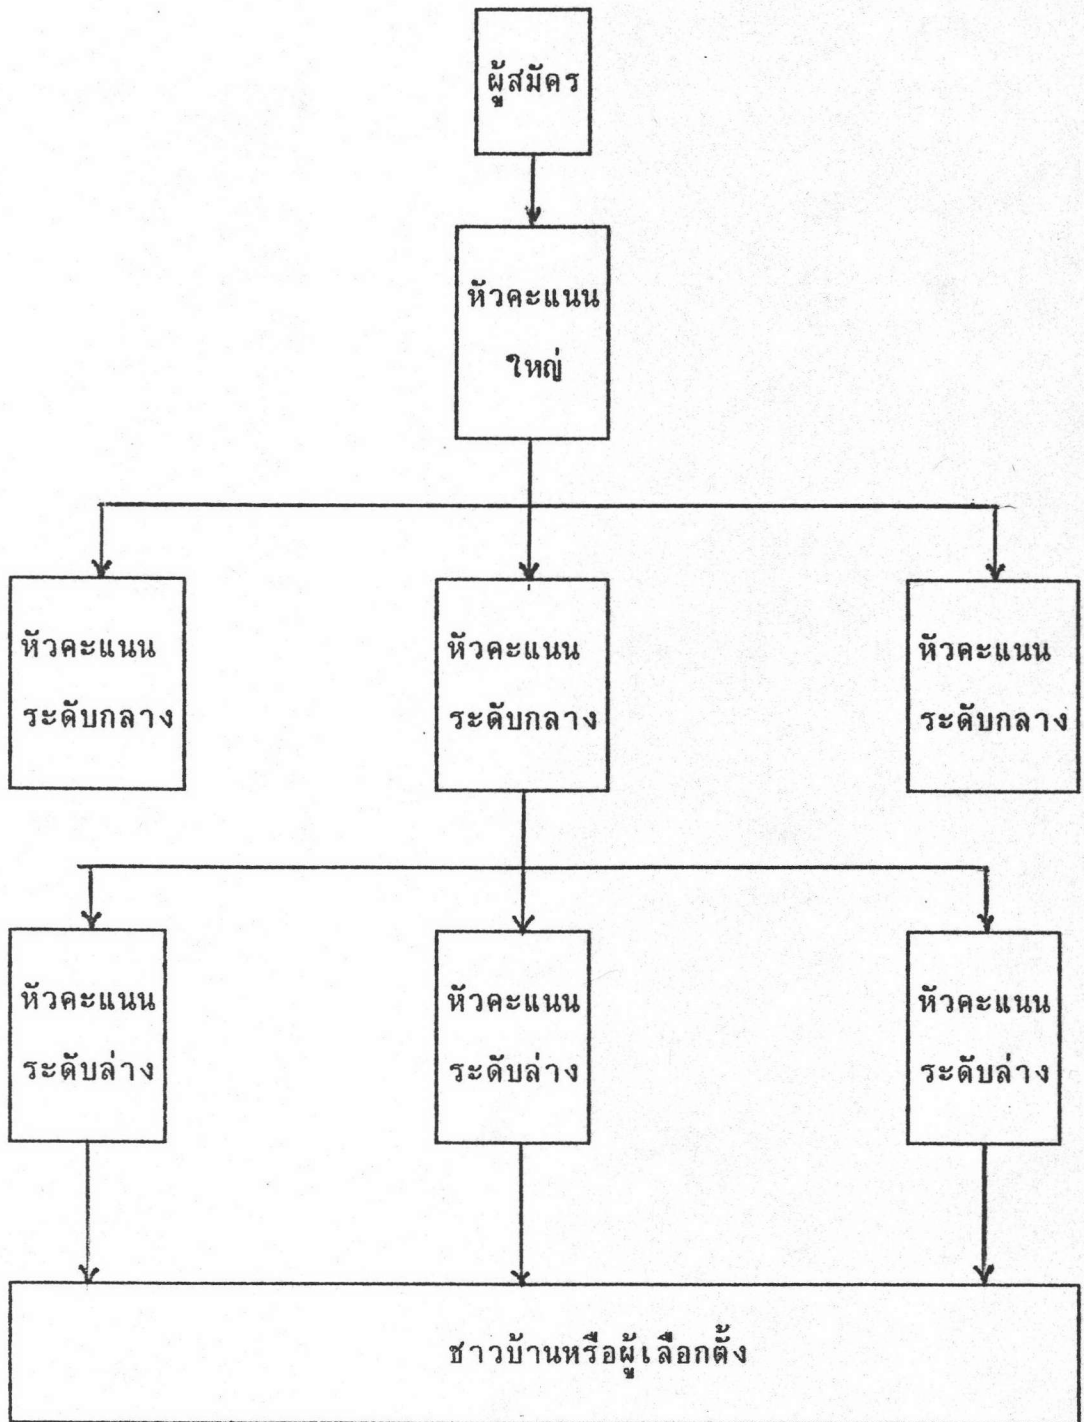 ผู้สมัคร
หัวคะแนน
ใหญ่
หัวคะแนน
ระดับกลาง
หัวคะแนน
ระดับกลาง
หัวคะแนน
ระดับกลาง
หัวคะแนน
ระดับล่าง
หัวคะแนน
ระดับล่าง
หัวคะแนน
ระดับล่าง
ชาวบ้านหรือผู้เลือกตั้ง